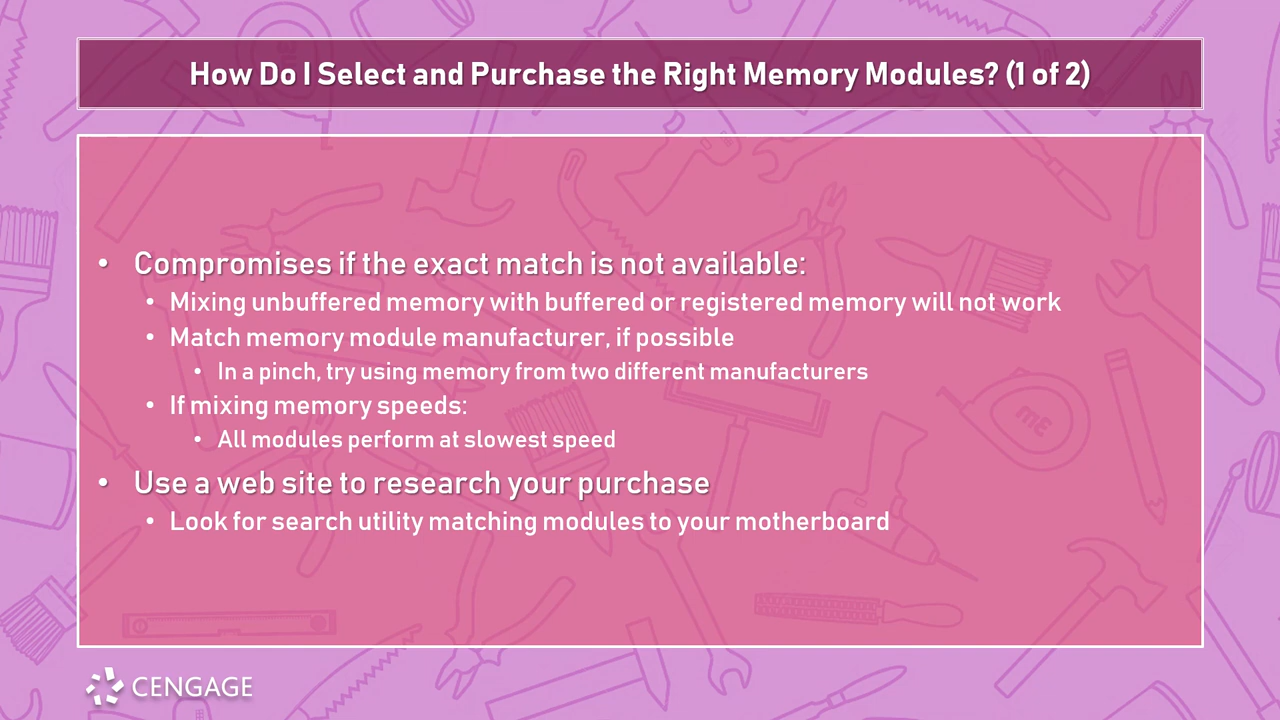 How Do I Select and Purchase the Right Memory Modules? (1 of 2)
• Compromises if the exact match is not available:
• Mixing unbuffered memory with buffered or registered memory will not work
• Match memory module manufacturer, if possible
• In a pinch, try using memory from two different manufacturers
• If mixing memory speeds:
• All modules perform at slowest speed
• Use a web site to research your purchase
• Look for search utility matching modules to your motherboard
CENGAGE